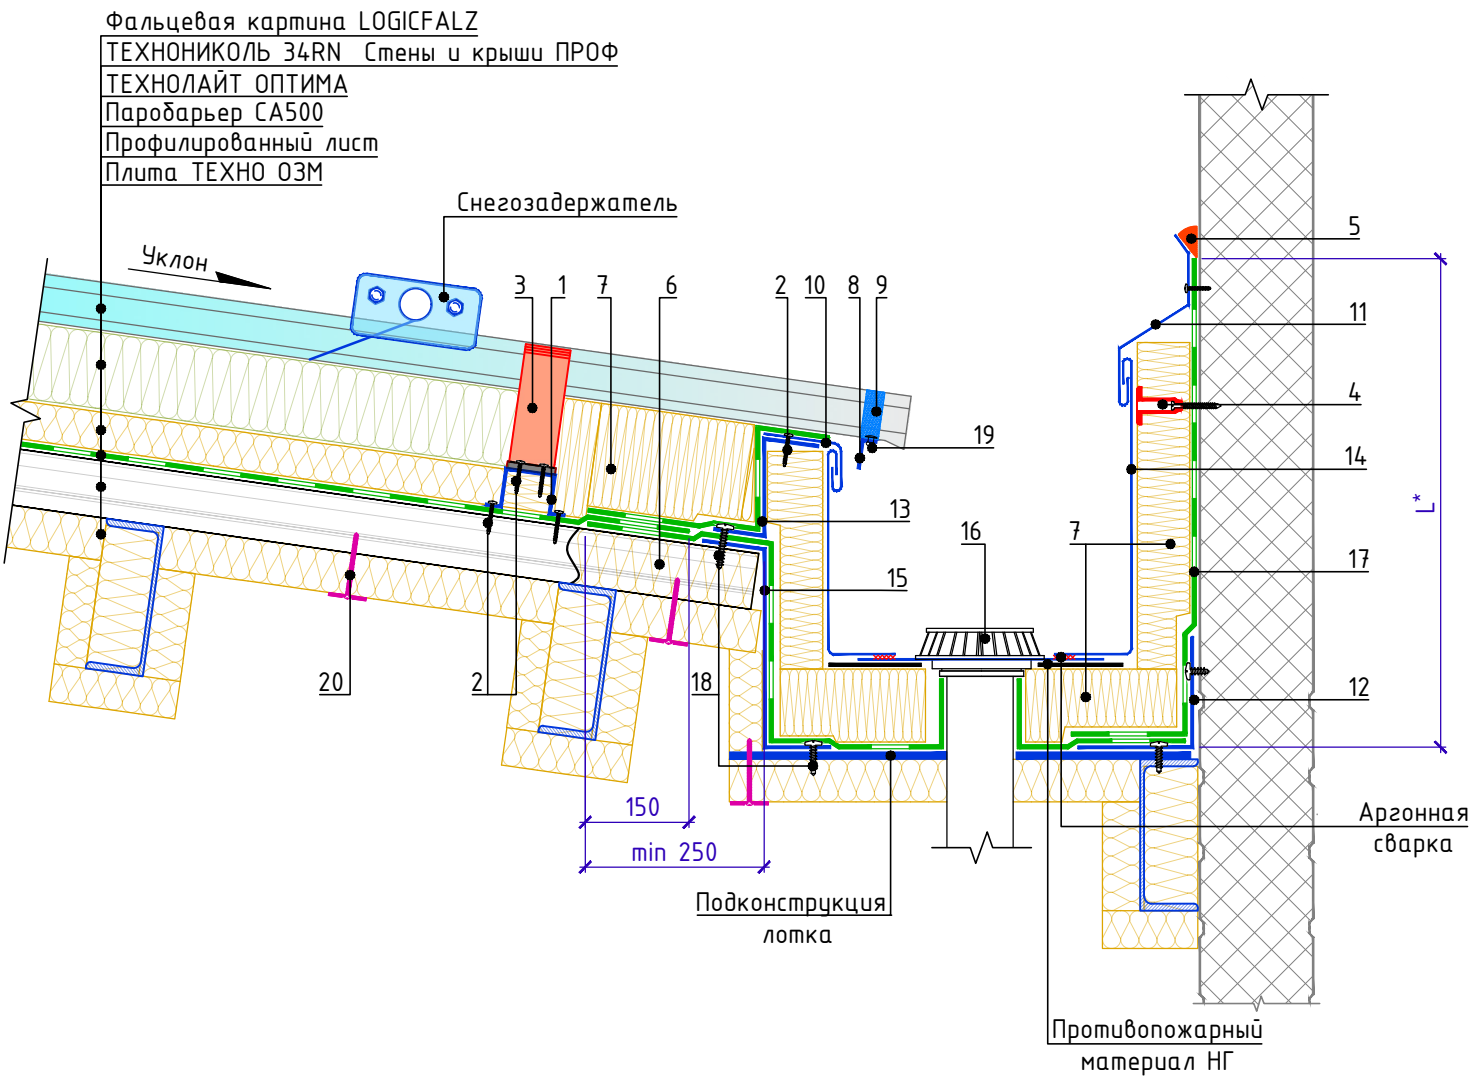 Фальцевая картина LOGICFALZ
ТЕХНОНИКОЛЬ 34RN Стены и крыши ПРОФ
ТЕХНОЛАЙТ ОПТИМА
Паробарьер СА500
Профилированный лист
Плита ТЕХНО ОЗМ
Снегозадержатель
Уклон
3 1 7 6 2 10 8 9
5
11
4
19
14
13
16
7
17
15
20
2
18
12
L*
150
min 250
Аргонная
сварка
Подконструкция
лотка
Противопожарный
материал НГ